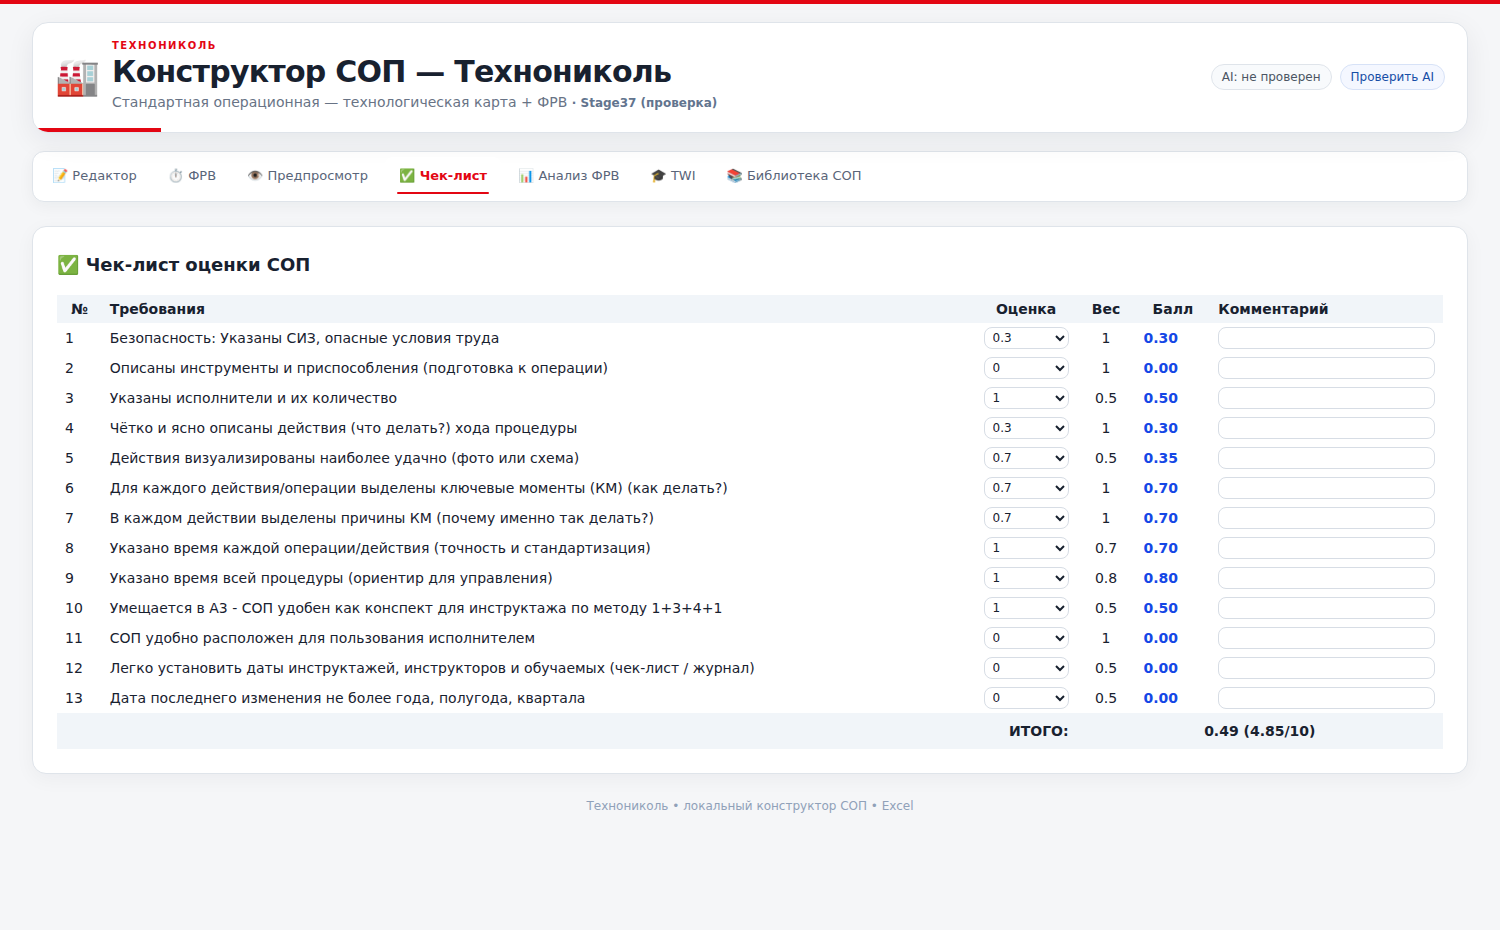 ТЕХНОНИКОЛЬ
Конструктор СОП — Технониколь
Стандартная операционная — технологическая карта + ФРВ · Stage37 (проверка)
AI: не проверен Проверить AI
Редактор ФРВ Предпросмотр Чек-лист Анализ ФРВ TWI Библиотека СОП
Чек-лист оценки СОП
№ Требования Оценка Вес Балл Комментарий
1 Безопасность: Указаны СИЗ, опасные условия труда 0.3 1 0.30
2 Описаны инструменты и приспособления (подготовка к операции) 0 1 0.00
3 Указаны исполнители и их количество 1 0.5 0.50
4 Чётко и ясно описаны действия (что делать?) хода процедуры 0.3 1 0.30
5 Действия визуализированы наиболее удачно (фото или схема) 0.7 0.5 0.35
6 Для каждого действия/операции выделены ключевые моменты (КМ) (как делать?) 0.7 1 0.70
7 В каждом действии выделены причины КМ (почему именно так делать?) 0.7 1 0.70
8 Указано время каждой операции/действия (точность и стандартизация) 1 0.7 0.70
9 Указано время всей процедуры (ориентир для управления) 1 0.8 0.80
10 Умещается в А3 - СОП удобен как конспект для инструктажа по методу 1+3+4+1 1 0.5 0.50
11 СОП удобно расположен для пользования исполнителем 0 1 0.00
12 Легко установить даты инструктажей, инструкторов и обучаемых (чек-лист / журнал) 0 0.5 0.00
13 Дата последнего изменения не более года, полугода, квартала 0 0.5 0.00
ИТОГО: 0.49 (4.85/10)
Технониколь • локальный конструктор СОП • Excel